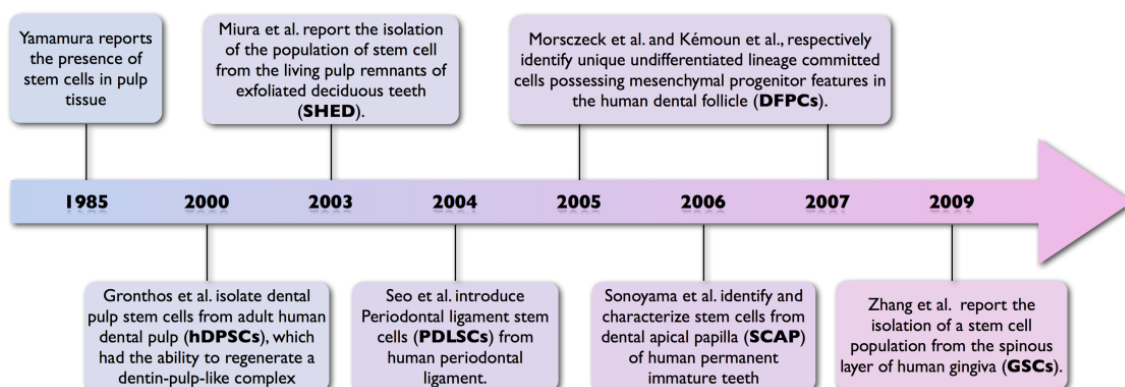 Yamamura reports
the presence of
stem cells in pulp
tissue
Miura et al. report the isolation
of the population of stem cell
from the living pulp remnants of
exfoliated deciduous teeth
(SHED).
Morsczeck et al. and Kémoun et al., respectively
identify unique undifferentiated lineage committed
cells possessing mesenchymal progenitor features in
the human dental follicle (DFPCs).
1985 2000 2003 2004 2005 2006 2007 2009
Gronthos et al. isolate dental
pulp stem cells from adult human
dental pulp (hDPSCs), which
had the ability to regenerate a
dentin-pulp-like complex
Seo et al. introduce
Periodontal ligament stem
cells (PDLSCs) from
human periodontal
ligament.
Sonoyama et al. identify and
characterize stem cells from
dental apical papilla (SCAP)
of human permanent
immature teeth
Zhang et al. report the
isolation of a stem cell
population from the spinous
layer of human gingiva (GSCs).